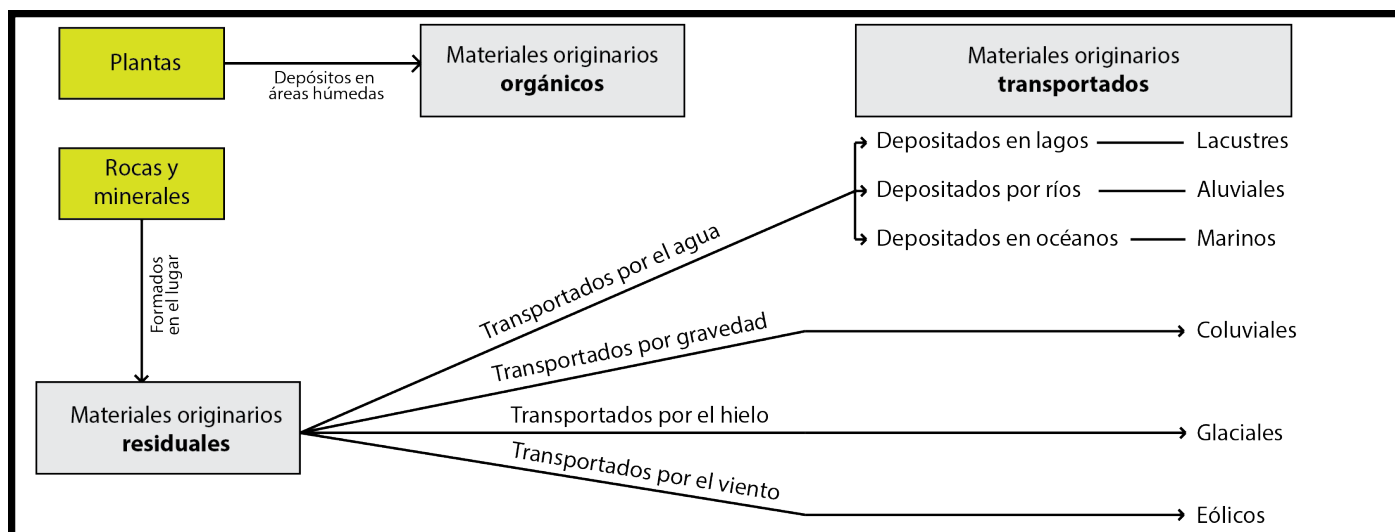 Plantas
Depósitos en
áreas húmedas
Materiales originarios
orgánicos
Materiales originarios
transportados
Rocas y
minerales
Formados
en el lugar
Materiales originarios
residuales
Transportados por el agua
Depositados en lagos
Lacustres
Depositados por ríos
Aluviales
Depositados en océanos
Marinos
Transportados por gravedad
Coluviales
Transportados por el hielo
Glaciales
Transportados por el viento
Eólicos